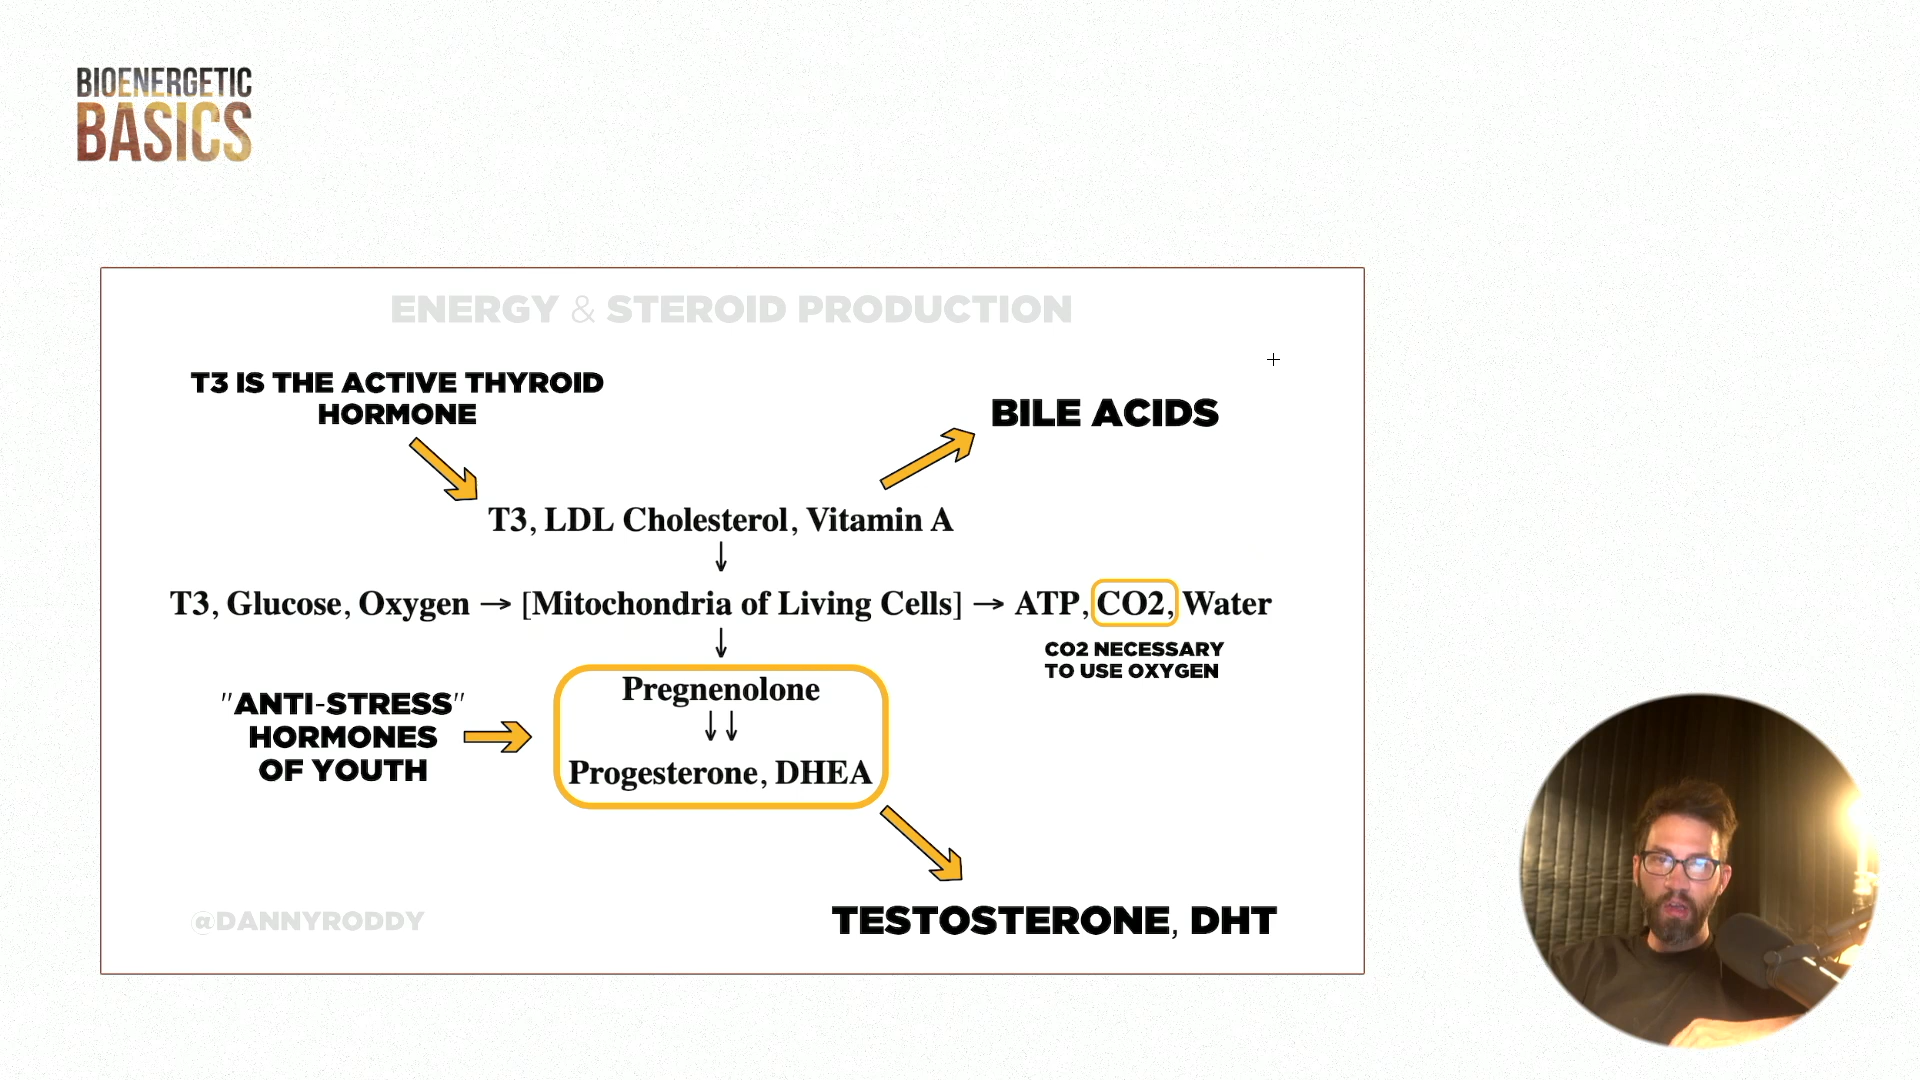 BIOENERGETIC
BASICS
ENERGY & STEROID PRODUCTION
T3 IS THE ACTIVE THYROID
HORMONE
BILE ACIDS
T3, LDL Cholesterol, Vitamin A
↓
T3, Glucose, Oxygen → [Mitochondria of Living Cells] → ATP, CO2, Water
↓
CO2 NECESSARY
TO USE OXYGEN
"ANTI-STRESS"
HORMONES
OF YOUTH
Pregnenolone
↓↓
Progesterone, DHEA
TESTOSTERONE, DHT
@DANNYRODDY